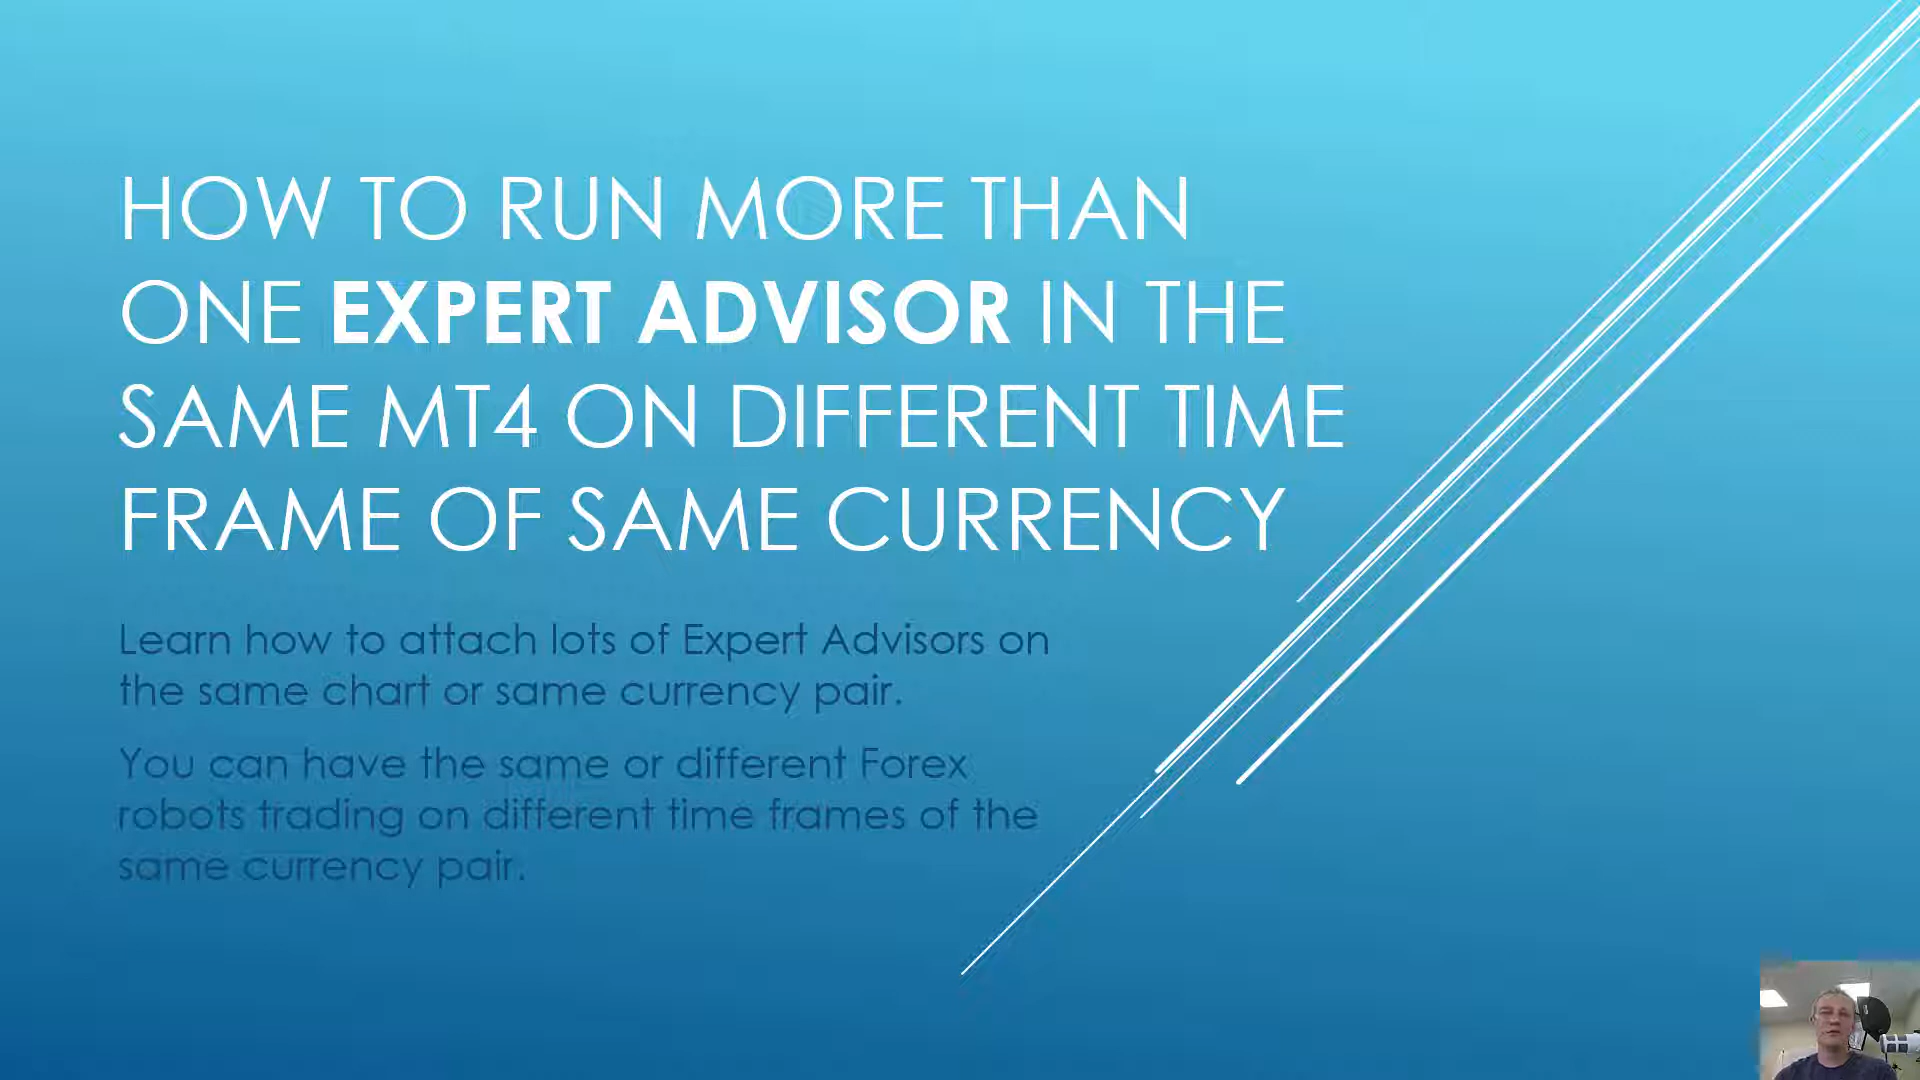 HOW TO RUN MORE THAN
ONE EXPERT ADVISOR IN THE
SAME MT4 ON DIFFERENT TIME
FRAME OF SAME CURRENCY
Learn how to attach lots of Expert Advisors on
the same chart or same currency pair.
You can have the same or different Forex
robots trading on different time frames of the
same currency pair.